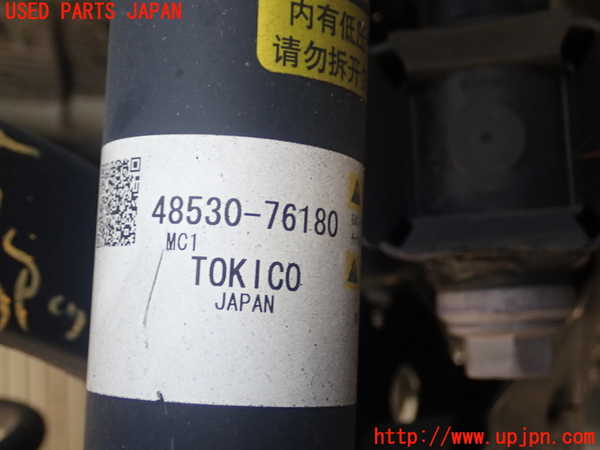 USED PARTS JAPAN
内有低
请勿拆开
48530-76180
MC1
TOKICO
JAPAN
http://www.upjpn.com